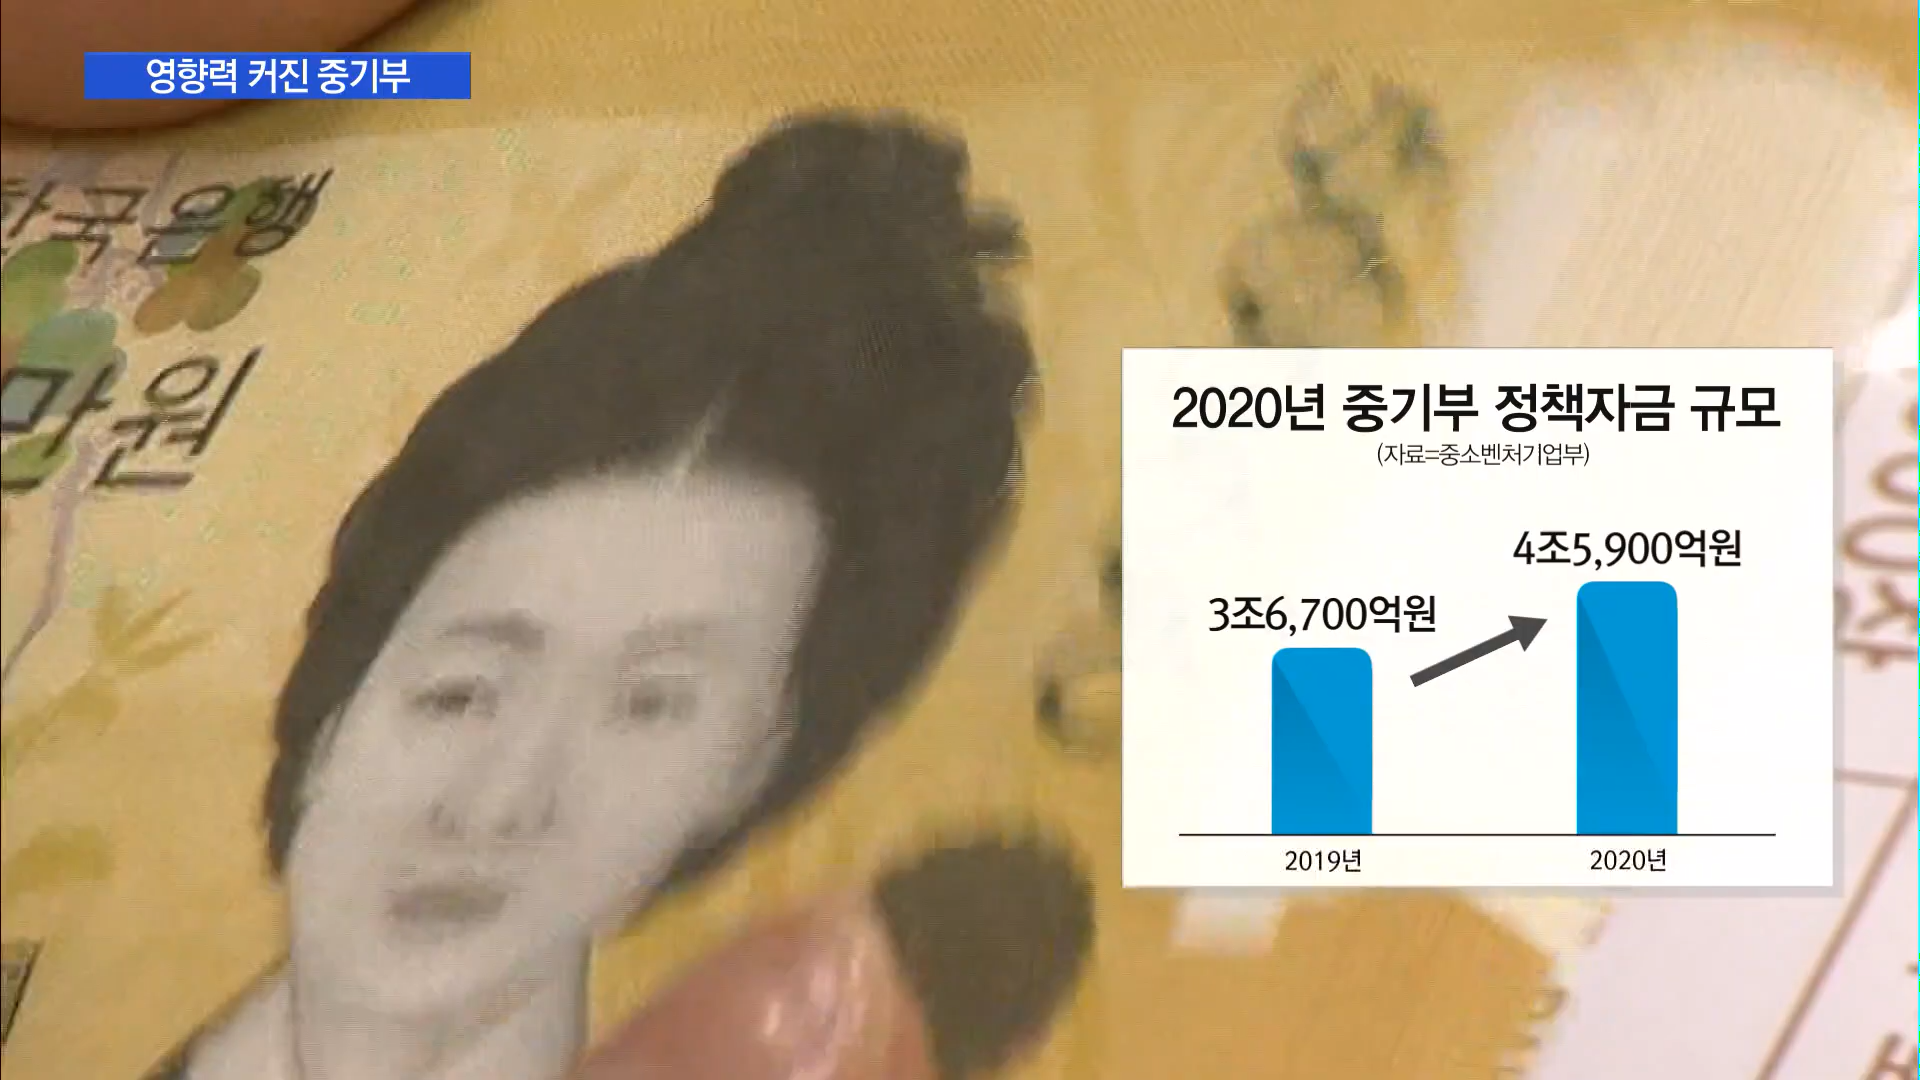 영향력 커진 중기부
한국은행
만원
2020년 중기부 정책자금 규모
(자료=중소벤처기업부)
4조5,900억원
3조6,700억원
2019년
2020년